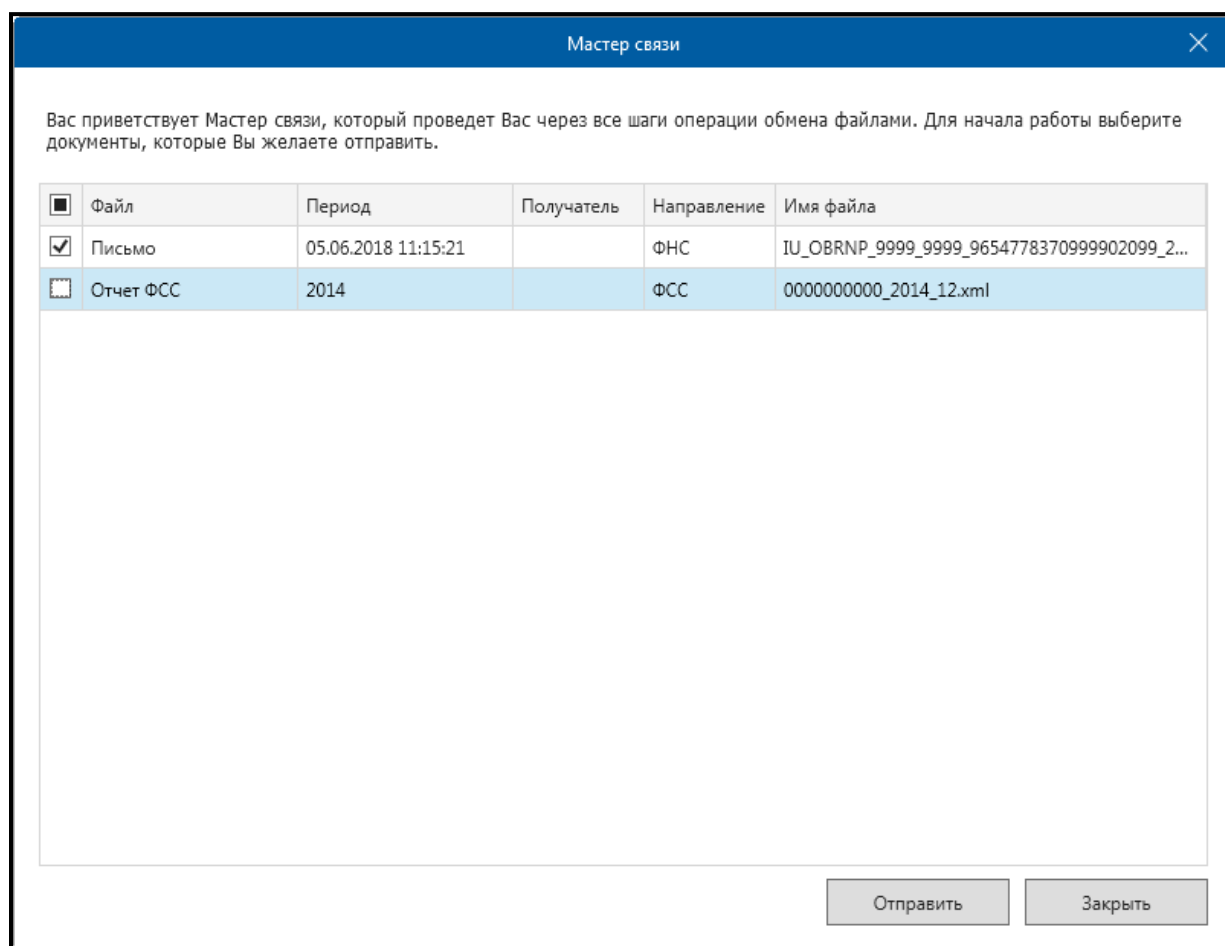 Мастер связи
Вас приветствует Мастер связи, который проведет Вас через все шаги операции обмена файлами. Для начала работы выберите
документы, которые Вы желаете отправить.
Файл Период Получатель Направление Имя файла
Письмо 05.06.2018 11:15:21 ФНС IU_OBRNP_9999_9999_9654778370999902099_2...
Отчет ФСС 2014 ФСС 0000000000_2014_12.xml
Отправить Закрыть